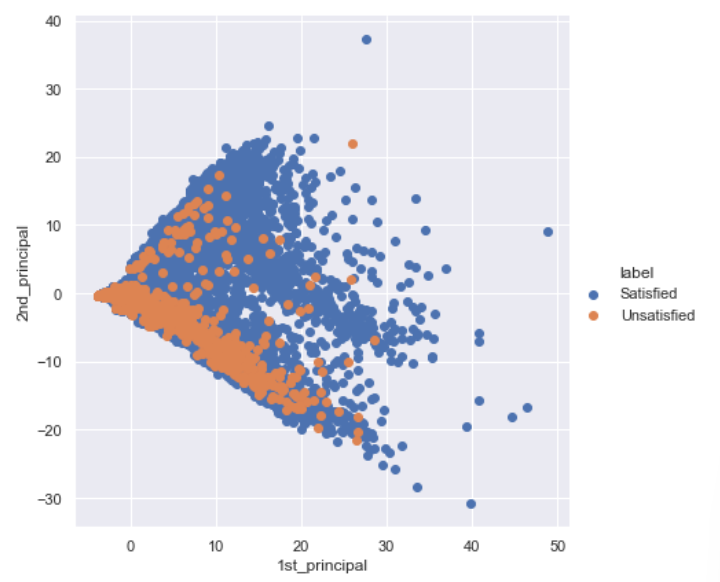 40
30
20
10
0
−10
−20
−30
2nd_principal
0
10
20
30
40
50
1st_principal
label
Satisfied
Unsatisfied